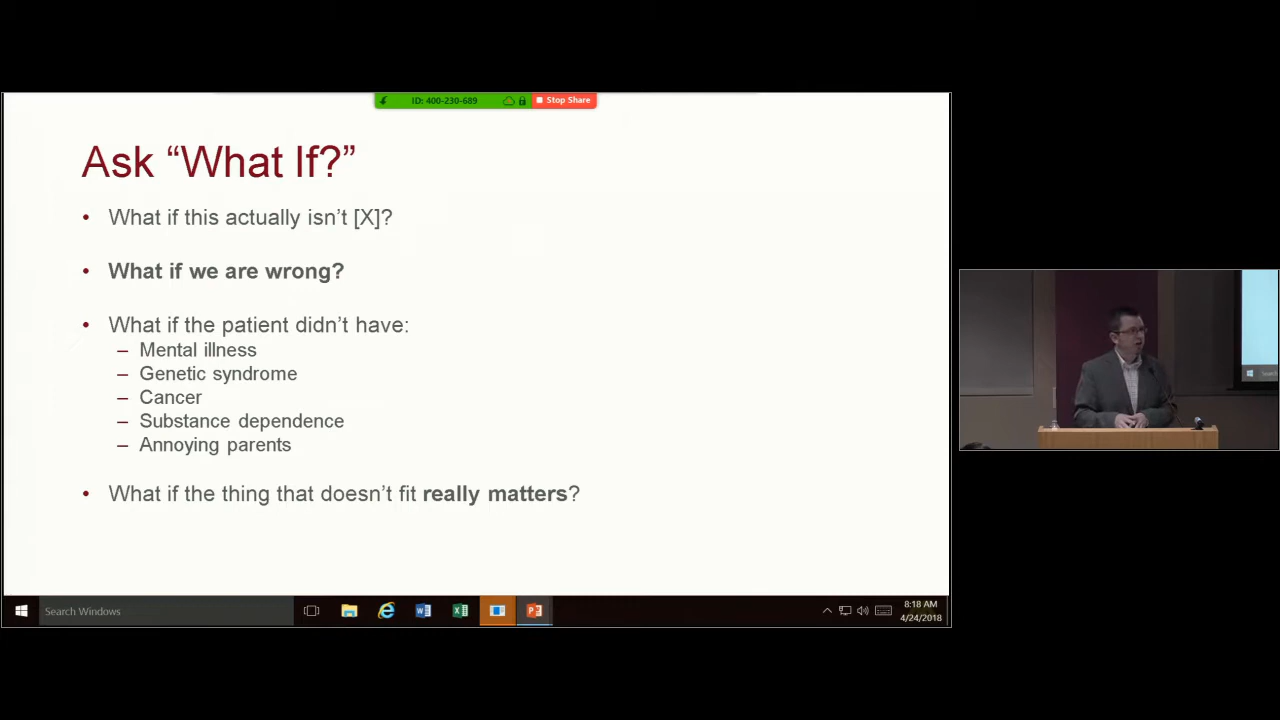 ID: 400-230-689
Stop Share
Ask “What If?”
• What if this actually isn’t [X]?
• What if we are wrong?
• What if the patient didn’t have:
– Mental illness
– Genetic syndrome
– Cancer
– Substance dependence
– Annoying parents
• What if the thing that doesn’t fit really matters?
Search Windows
8:18 AM
4/24/2018